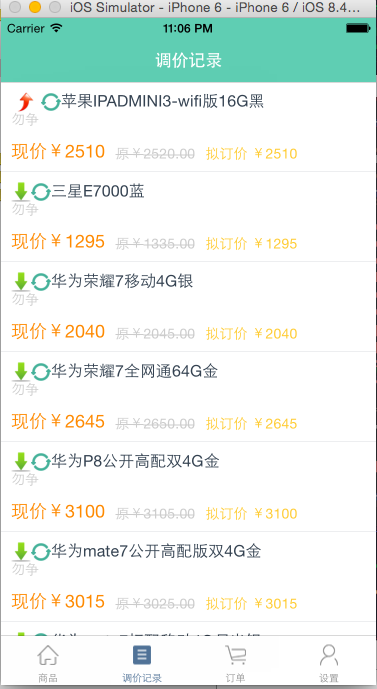 iOS Simulator - iPhone 6 - iPhone 6 / iOS 8.4...
Carrier 11:06 PM
调价记录
苹果IPADMINI3-wifi版16G黑
勿争
现价￥2510 原￥2520.00 拟订价 ￥2510
三星E7000蓝
勿争
现价￥1295 原￥1335.00 拟订价 ￥1295
华为荣耀7移动4G银
勿争
现价￥2040 原￥2045.00 拟订价 ￥2040
华为荣耀7全网通64G金
勿争
现价￥2645 原￥2650.00 拟订价 ￥2645
华为P8公开高配双4G金
勿争
现价￥3100 原￥3105.00 拟订价 ￥3100
华为mate7公开高配版双4G金
勿争
现价￥3015 原￥3025.00 拟订价 ￥3015
商品 调价记录 订单 设置